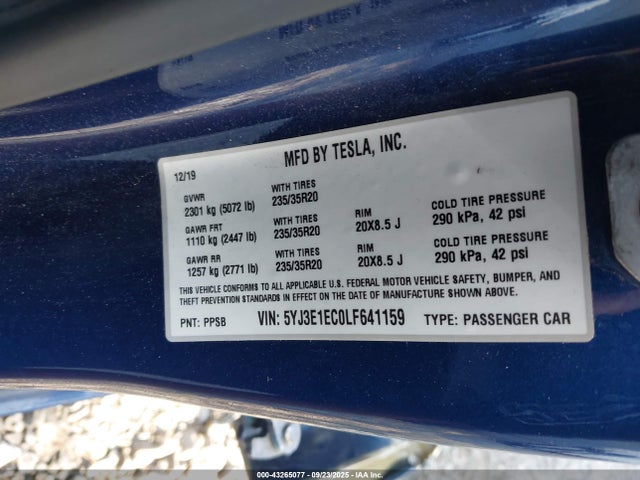 MFD BY TESLA, INC.
12/19
GVWR
2301 kg (5072 lb)
WITH TIRES
235/35R20
GAWR FRT
1110 kg (2447 lb)
WITH TIRES
235/35R20
RIM
20X8.5 J
COLD TIRE PRESSURE
290 kPa, 42 psi
GAWR RR
1257 kg (2771 lb)
WITH TIRES
235/35R20
RIM
20X8.5 J
COLD TIRE PRESSURE
290 kPa, 42 psi
THIS VEHICLE CONFORMS TO ALL APPLICABLE U.S. FEDERAL MOTOR VEHICLE SAFETY, BUMPER, AND
THEFT PREVENTION STANDARDS IN EFFECT ON THE DATE OF MANUFACTURE SHOWN ABOVE.
PNT: PPSB
VIN: 5YJ3E1EC0LF641159
TYPE: PASSENGER CAR
000-43265077 - 09/23/2025 - IAAI.COM